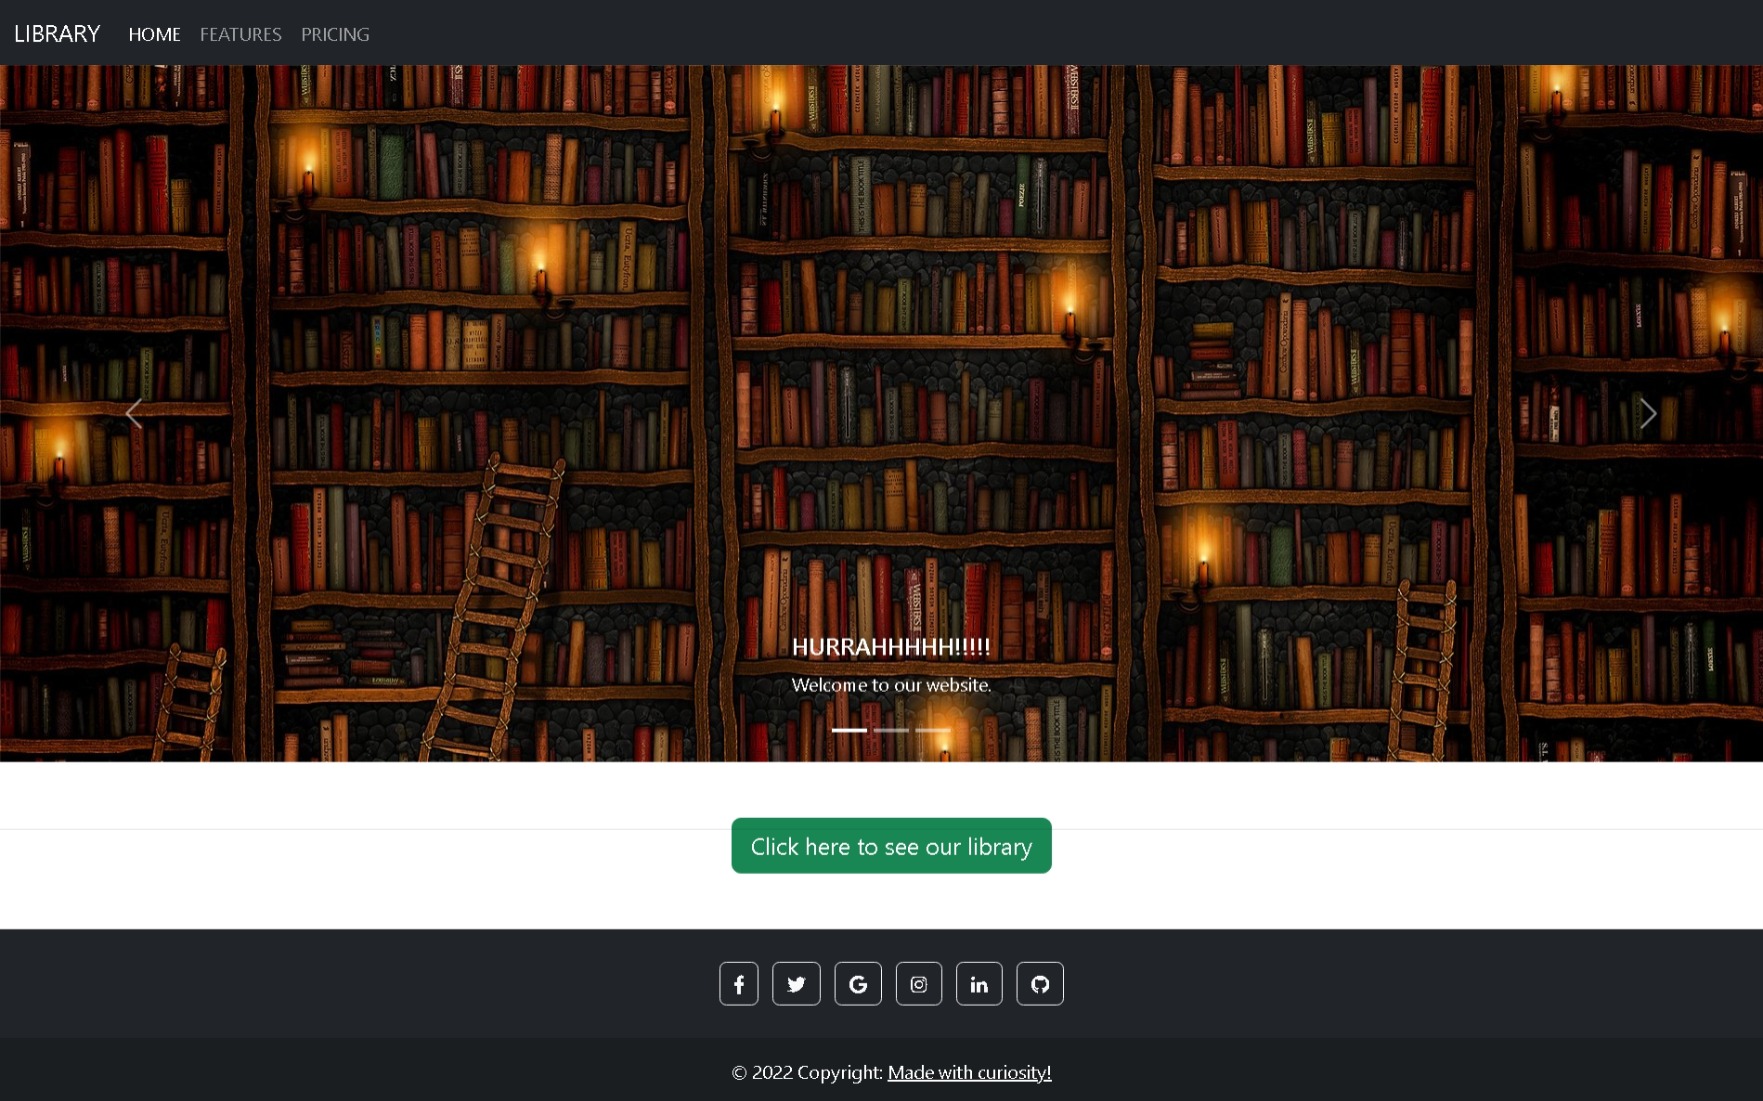 LIBRARY HOME FEATURES PRICING
HURRAHHHHH!!!!!
Welcome to our website.
Click here to see our library
© 2022 Copyright: Made with curiosity!